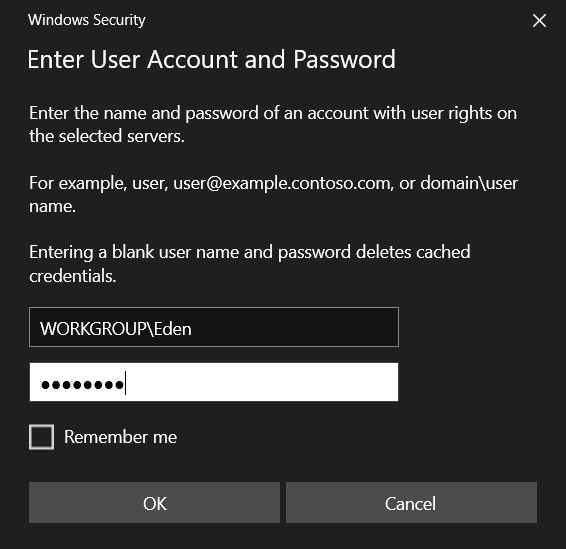 Windows Security
Enter User Account and Password
Enter the name and password of an account with user rights on
the selected servers.
For example, user, user@example.contoso.com, or domain\user
name.
Entering a blank user name and password deletes cached
credentials.
WORKGROUP\Eden
●●●●●●●●
Remember me
OK Cancel